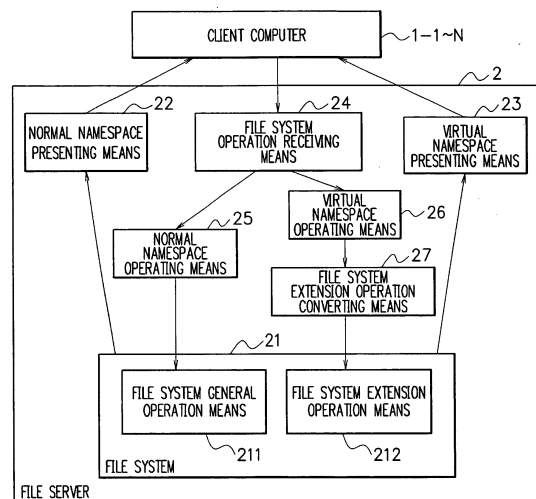 CLIENT COMPUTER
1-1~N
2
22
NORMAL NAMESPACE
PRESENTING MEANS
24
FILE SYSTEM
OPERATION RECEIVING
MEANS
23
VIRTUAL
NAMESPACE
PRESENTING MEANS
25
NORMAL
NAMESPACE
OPERATING MEANS
VIRTUAL
NAMESPACE
OPERATING MEANS
26
27
FILE SYSTEM
EXTENSION OPERATION
CONVERTING MEANS
21
FILE SYSTEM GENERAL
OPERATION MEANS
211
FILE SYSTEM EXTENSION
OPERATION MEANS
212
FILE SYSTEM
FILE SERVER